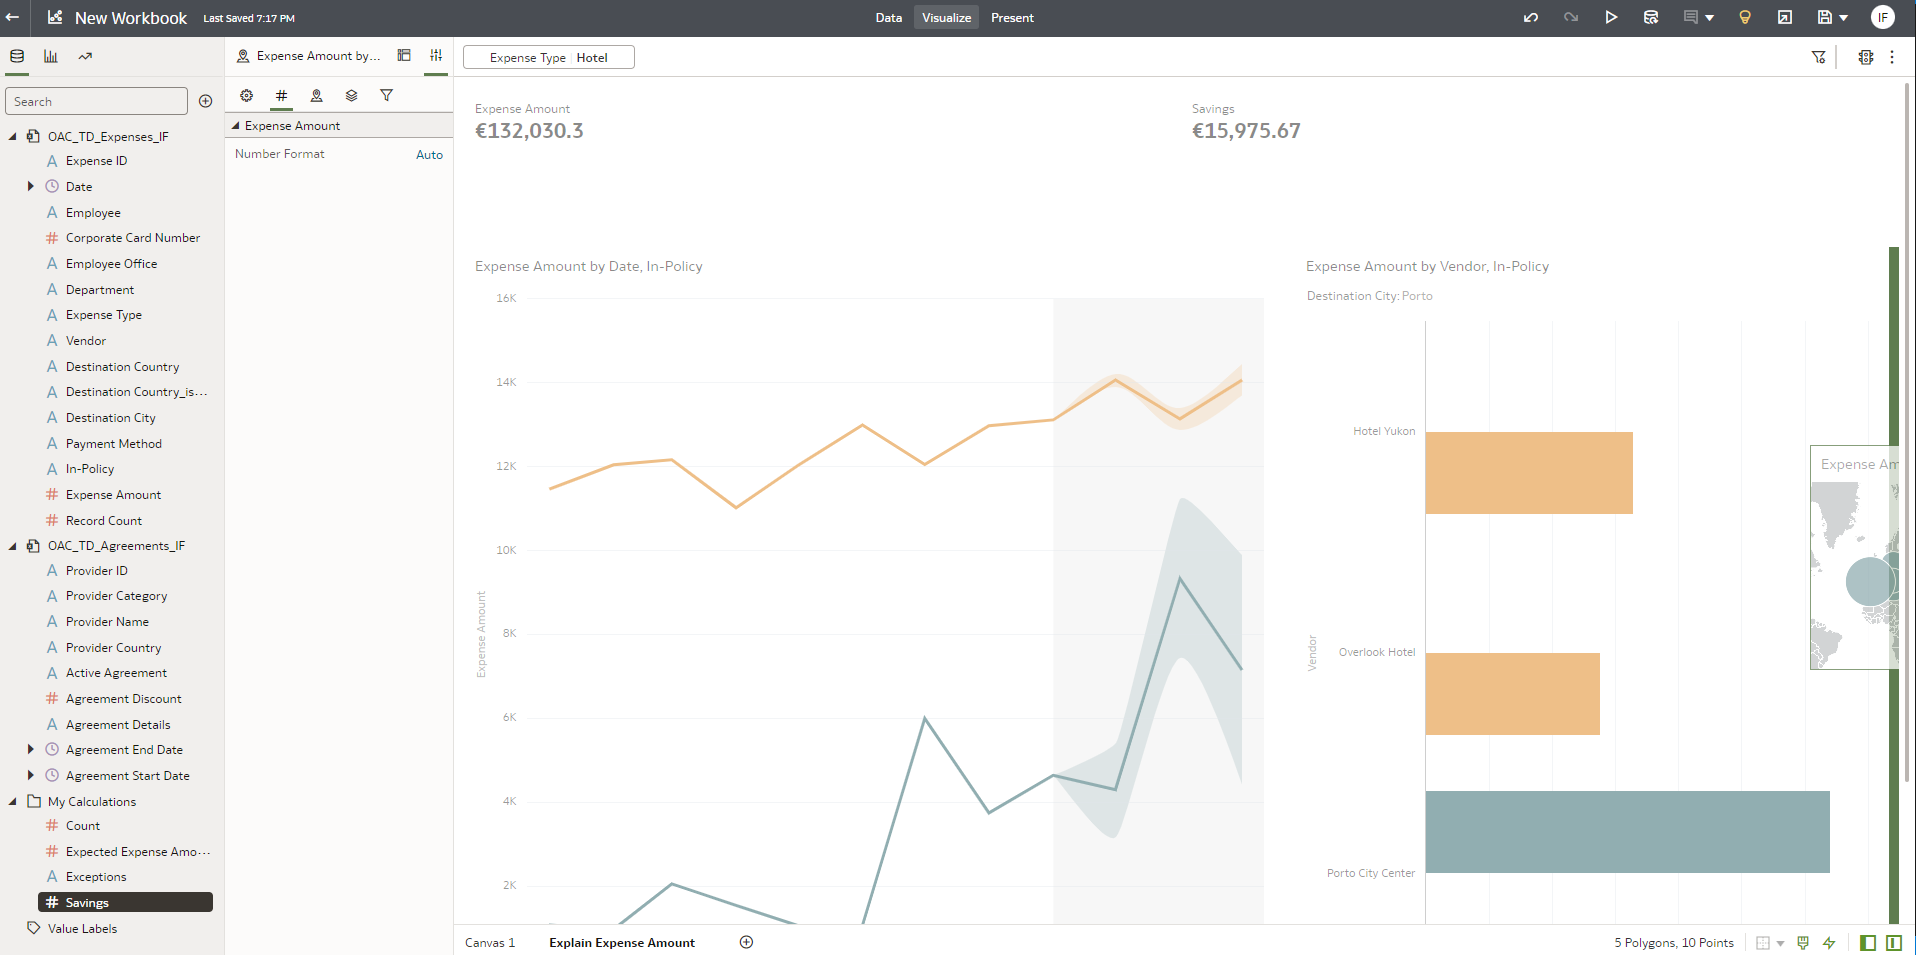 New Workbook Last Saved 7:17 PM
Data Visualize Present
IF
Search
OAC_TD_Expenses_IF
Expense ID
Date
Employee
Corporate Card Number
Employee Office
Department
Expense Type
Vendor
Destination Country
Destination Country_is...
Destination City
Payment Method
In-Policy
Expense Amount
Record Count
OAC_TD_Agreements_IF
Provider ID
Provider Category
Provider Name
Provider Country
Active Agreement
Agreement Discount
Agreement Details
Agreement End Date
Agreement Start Date
My Calculations
Count
Expected Expense Amo...
Exceptions
Savings
Value Labels
Expense Amount by...
Expense Amount
Number Format Auto
Expense Type Hotel
Expense Amount
€132,030.3
Savings
€15,975.67
Expense Amount by Date, In-Policy
16K
14K
12K
10K
8K
6K
4K
2K
Expense Amount
Expense Amount by Vendor, In-Policy
Destination City: Porto
Hotel Yukon
Overlook Hotel
Porto City Center
Vendor
Expense Am
Canvas 1 Explain Expense Amount
5 Polygons, 10 Points